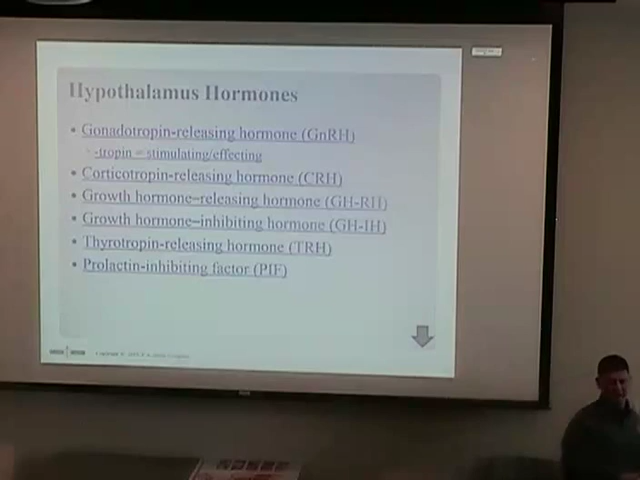 Hypothalamus Hormones
• Gonadotropin-releasing hormone (GnRH)
- -tropin = stimulating/effecting
• Corticotropin-releasing hormone (CRH)
• Growth hormone–releasing hormone (GH-RH)
• Growth hormone–inhibiting hormone (GH-IH)
• Thyrotropin-releasing hormone (TRH)
• Prolactin-inhibiting factor (PIF)